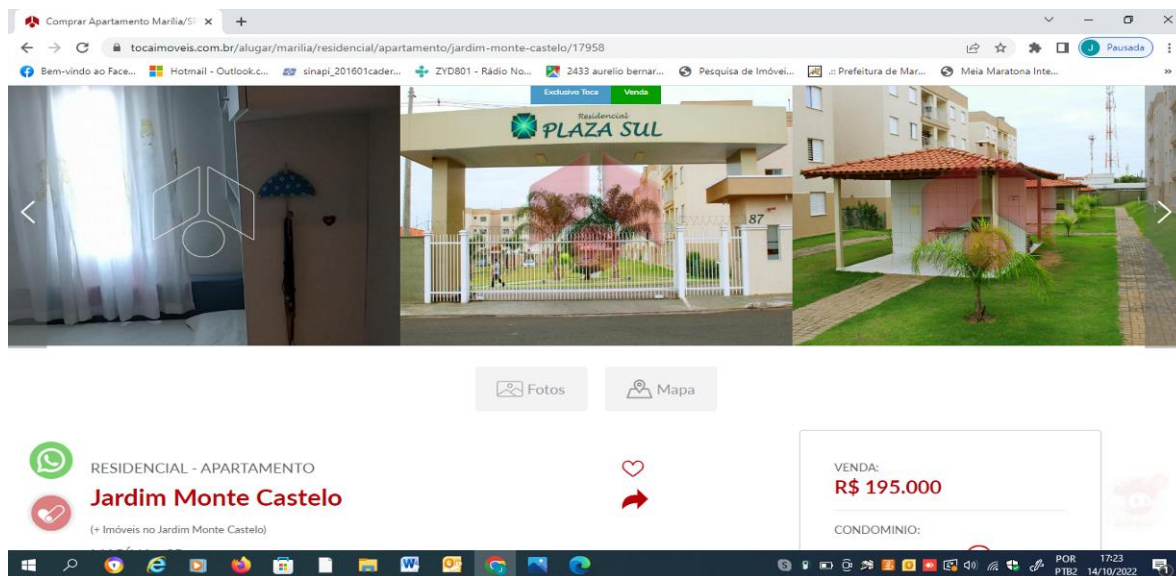 Comprar Apartamento Marília/S
tocaimoveis.com.br/alugar/marilia/residencial/apartamento/jardim-monte-castelo/17958
J Pausada
Bem-vindo ao Face...
Hotmail - Outlook.c...
sinapi_201601cader...
ZYD801 - Rádio No...
2433 aurelio bernar...
Pesquisa de Imóvei...
.:: Prefeitura de Mar...
Meia Maratona Inte...
Exclusivo Toca
Venda
Residencial
PLAZA SUL
87
Fotos
Mapa
RESIDENCIAL - APARTAMENTO
Jardim Monte Castelo
(+ Imóveis no Jardim Monte Castelo)
VENDA:
R$ 195.000
CONDOMINIO:
POR
PTB2
17:23
14/10/2022